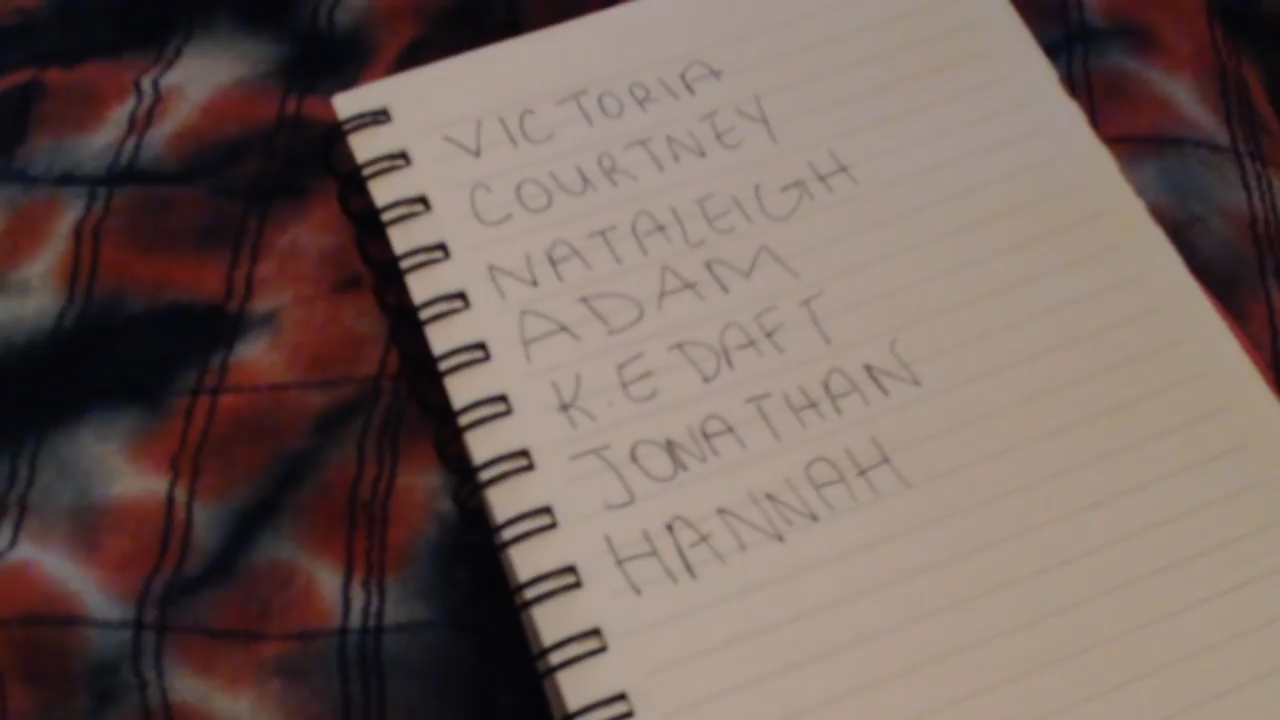 VICTORIA
COURTNEY
NATALEIGH
ADAM
K.E DAFT
JONATHAN
HANNAH